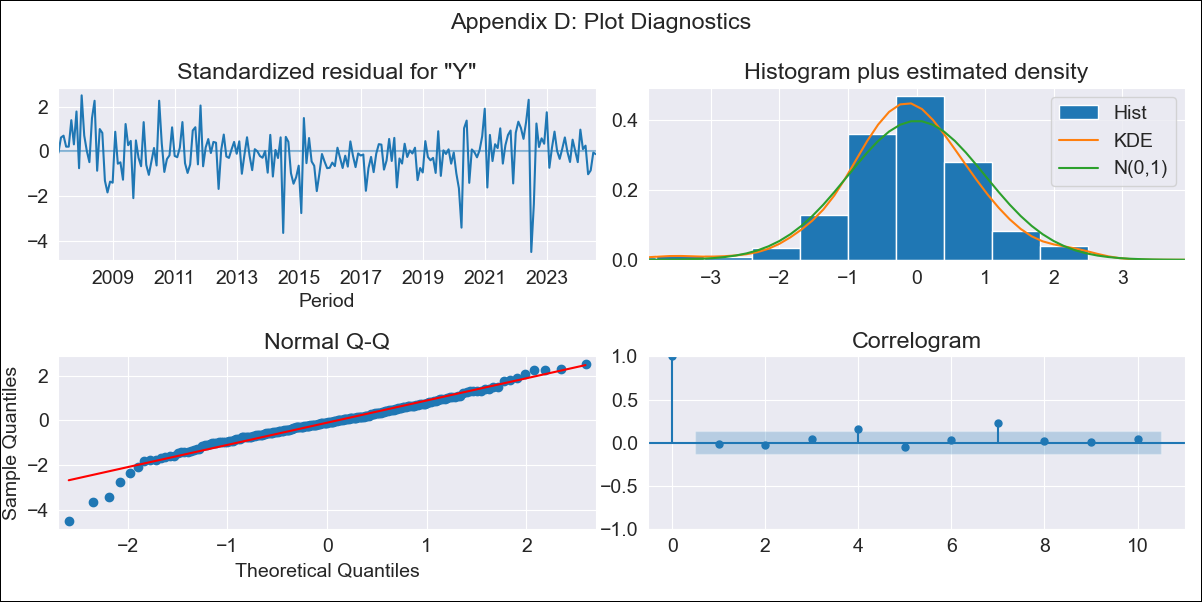 Appendix D: Plot Diagnostics
Standardized residual for "Y"
2
0
−2
−4
2009 2011 2013 2015 2017 2019 2021 2023
Period
Histogram plus estimated density
0.4
0.2
0.0
Hist
KDE
N(0,1)
−3 −2 −1 0 1 2 3
Normal Q-Q
Sample Quantiles
2
0
−2
−4
−2 −1 0 1 2
Theoretical Quantiles
Correlogram
1.0
0.5
0.0
−0.5
−1.0
0 2 4 6 8 10